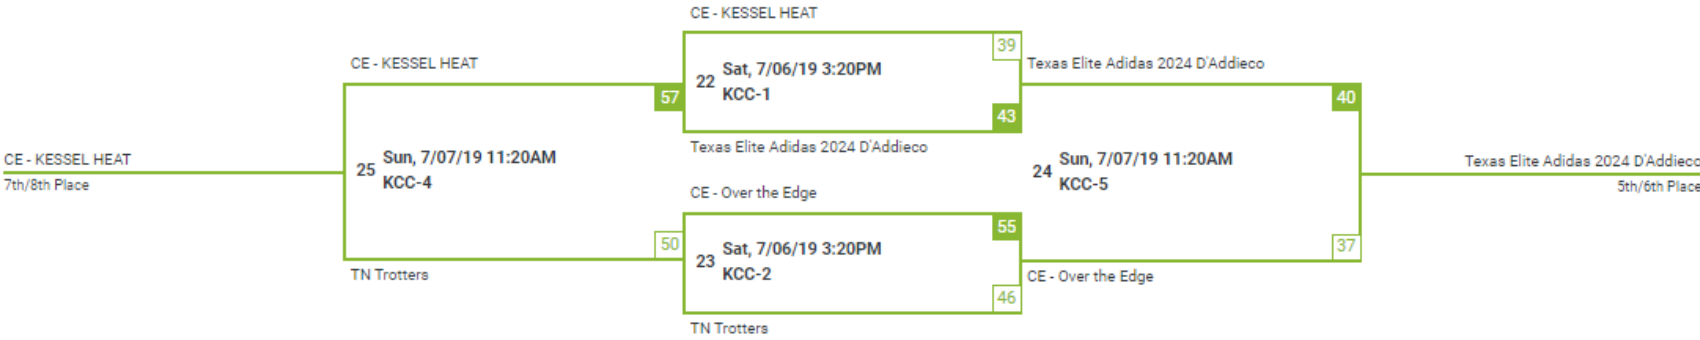 CE - KESSEL HEAT
7th/8th Place
CE - KESSEL HEAT
57
25 Sun, 7/07/19 11:20AM
KCC-4
50
TN Trotters
CE - KESSEL HEAT
39
22 Sat, 7/06/19 3:20PM
KCC-1
43
Texas Elite Adidas 2024 D'Addieco
CE - Over the Edge
55
23 Sat, 7/06/19 3:20PM
KCC-2
46
TN Trotters
Texas Elite Adidas 2024 D'Addieco
40
24 Sun, 7/07/19 11:20AM
KCC-5
37
CE - Over the Edge
Texas Elite Adidas 2024 D'Addieco
5th/6th Place